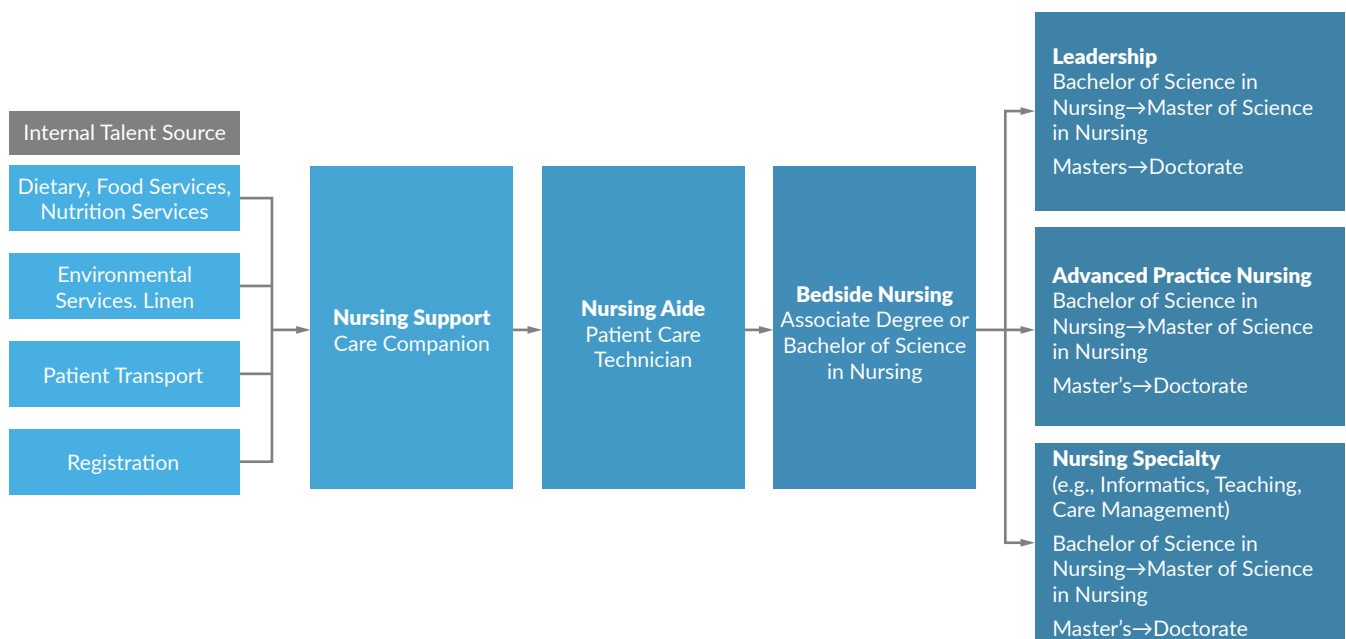 Internal Talent Source
Dietary, Food Services,
Nutrition Services
Environmental
Services. Linen
Patient Transport
Registration
Nursing Support
Care Companion
Nursing Aide
Patient Care
Technician
Bedside Nursing
Associate Degree or
Bachelor of Science
in Nursing
Leadership
Bachelor of Science in
Nursing→Master of Science
in Nursing
Masters→Doctorate
Advanced Practice Nursing
Bachelor of Science in
Nursing→Master of Science
in Nursing
Master’s→Doctorate
Nursing Specialty
(e.g., Informatics, Teaching,
Care Management)
Bachelor of Science in
Nursing→Master of Science
in Nursing
Master’s→Doctorate